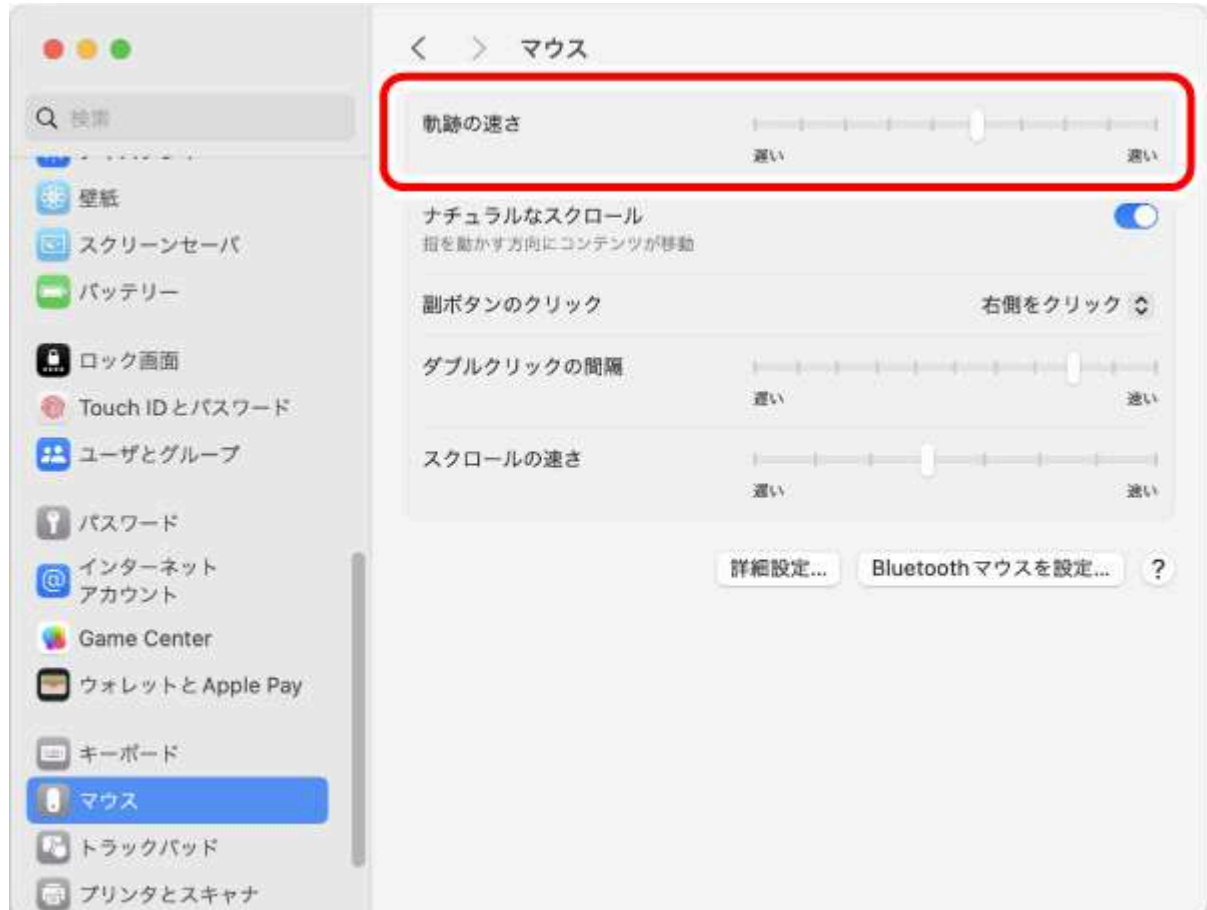 マウス
検索
壁紙
スクリーンセーバ
バッテリー
ロック画面
Touch IDとパスワード
ユーザとグループ
パスワード
インターネット
アカウント
Game Center
ウォレットとApple Pay
キーボード
マウス
トラックパッド
プリンタとスキャナ
軌跡の速さ
遅い 速い
ナチュラルなスクロール
指を動かす方向にコンテンツが移動
副ボタンのクリック 右側をクリック
ダブルクリックの間隔
遅い 速い
スクロールの速さ
遅い 速い
詳細設定... Bluetoothマウスを設定... ?